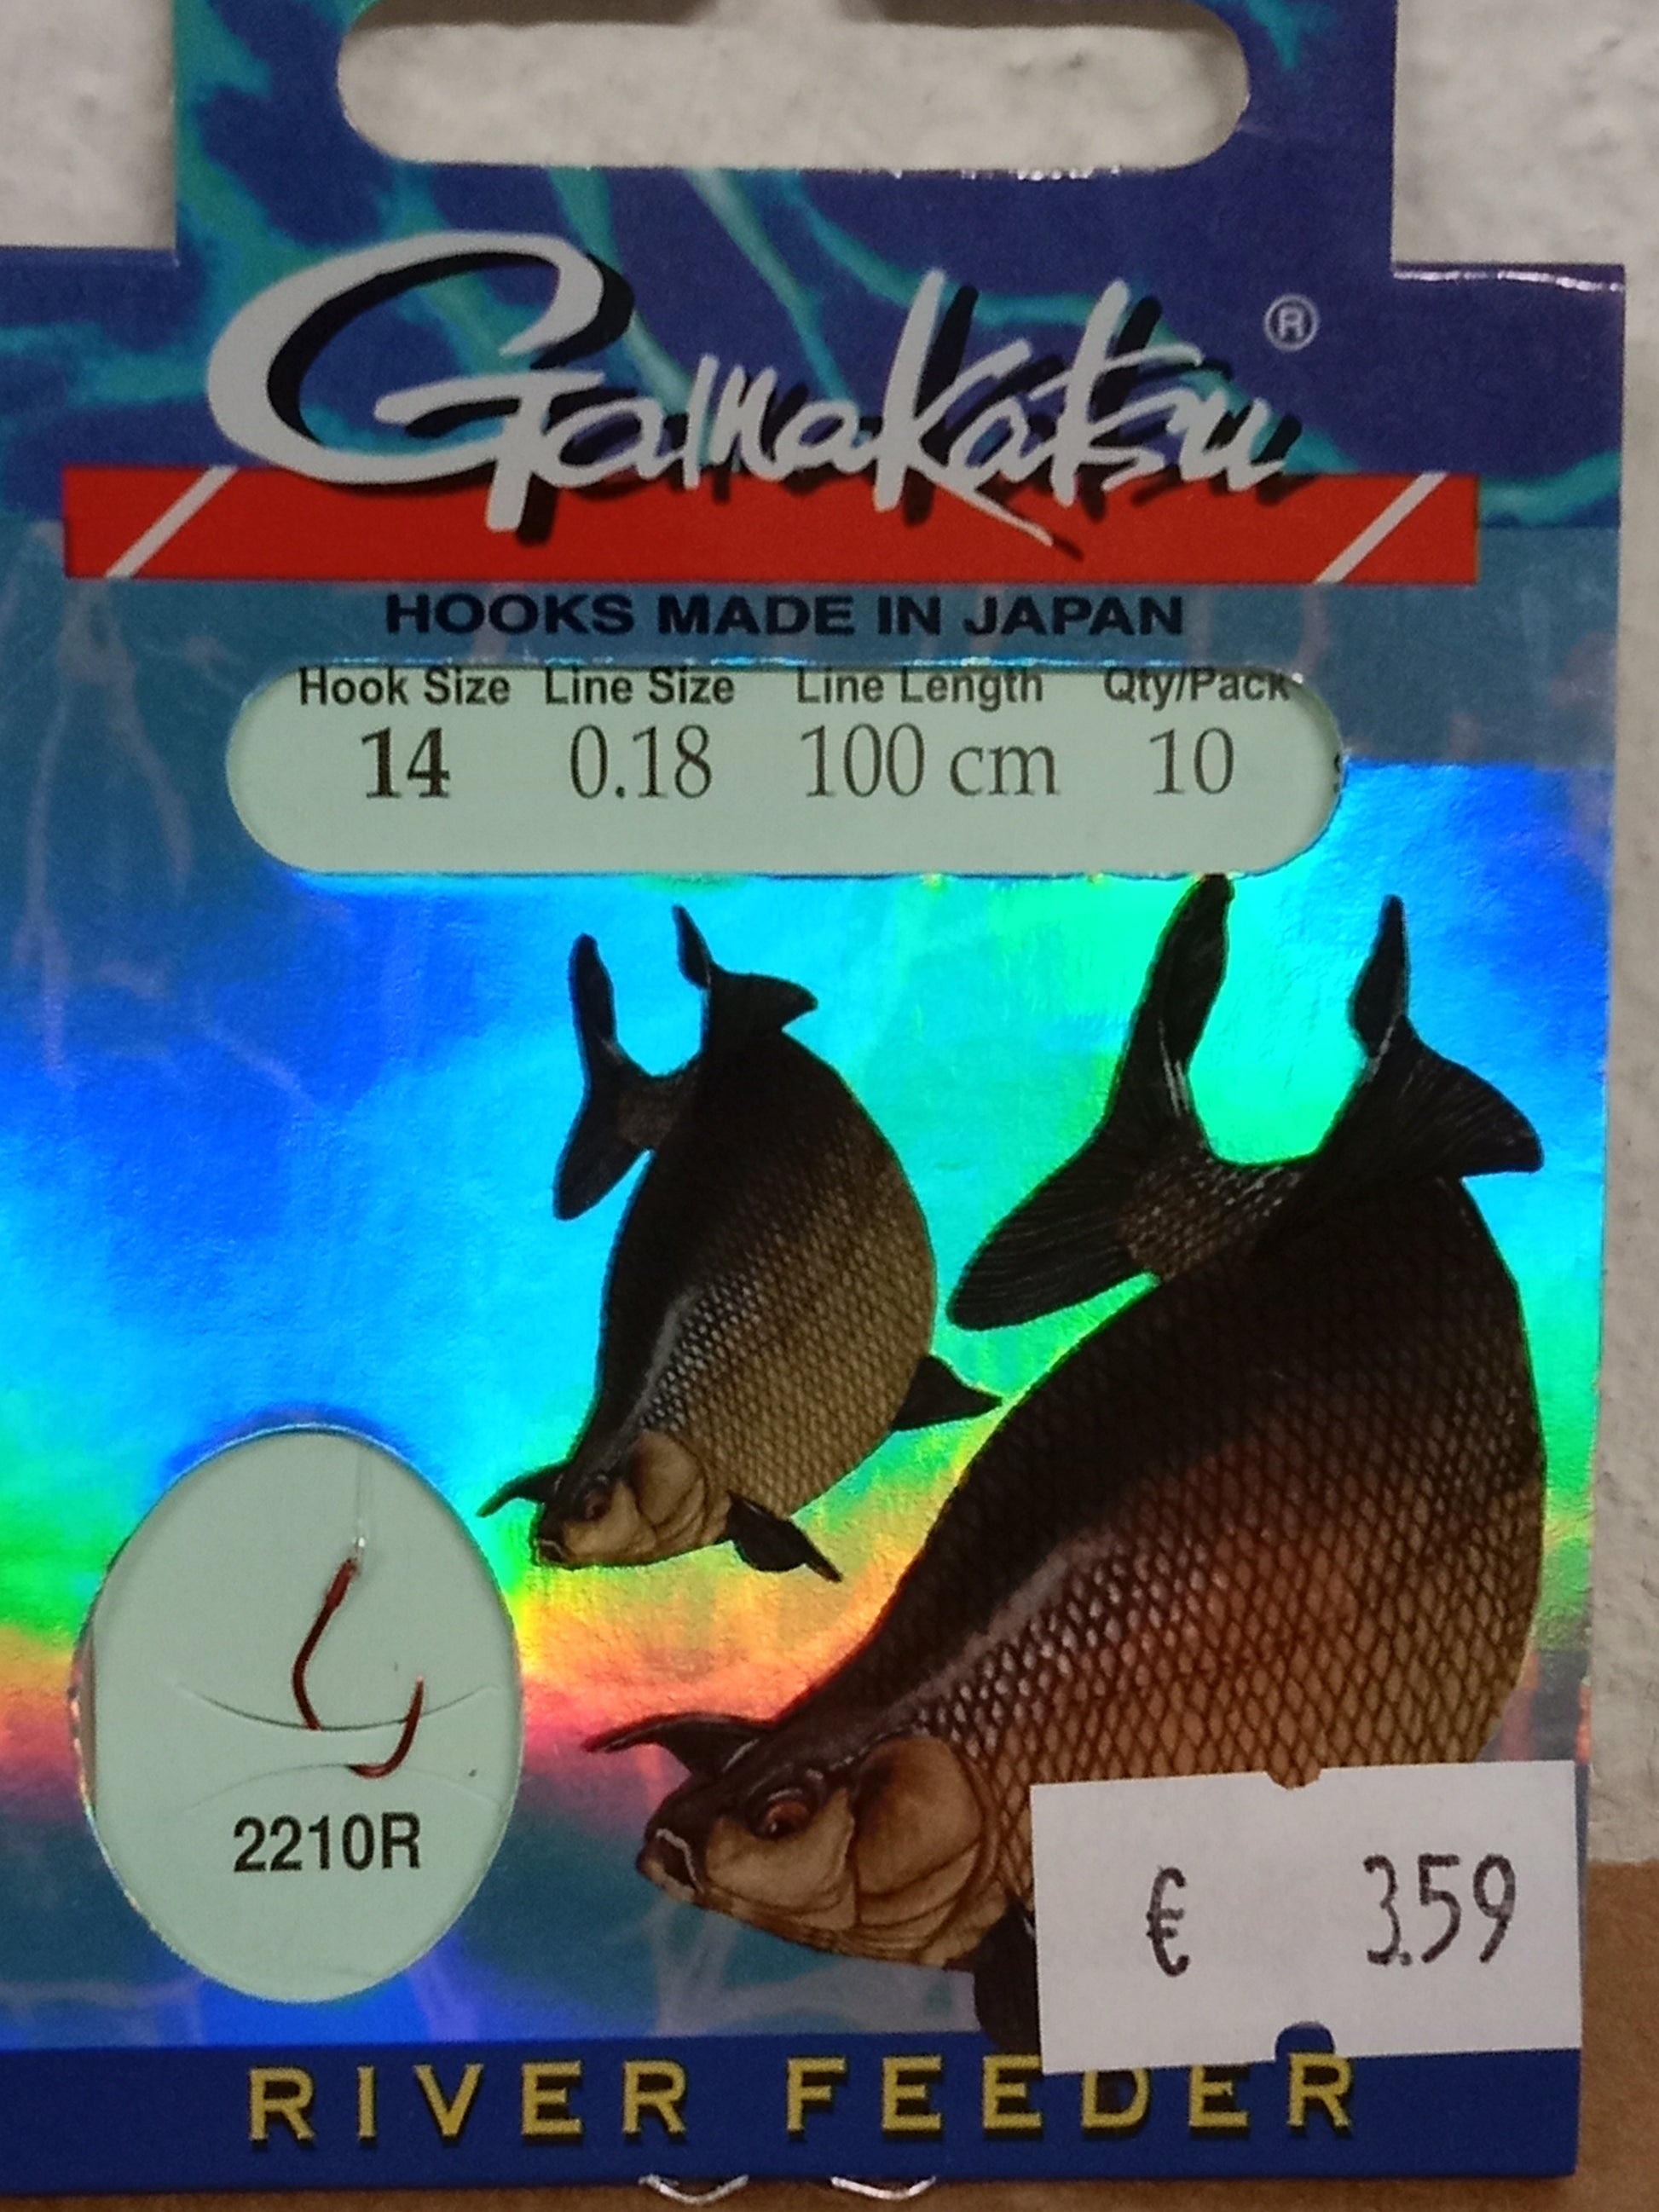 Gamakatsu®
HOOKS MADE IN JAPAN
Hook Size Line Size Line Length Qty/Pack
14 0.18 100 cm 10
2210R
€ 3.59
RIVER FEEDER